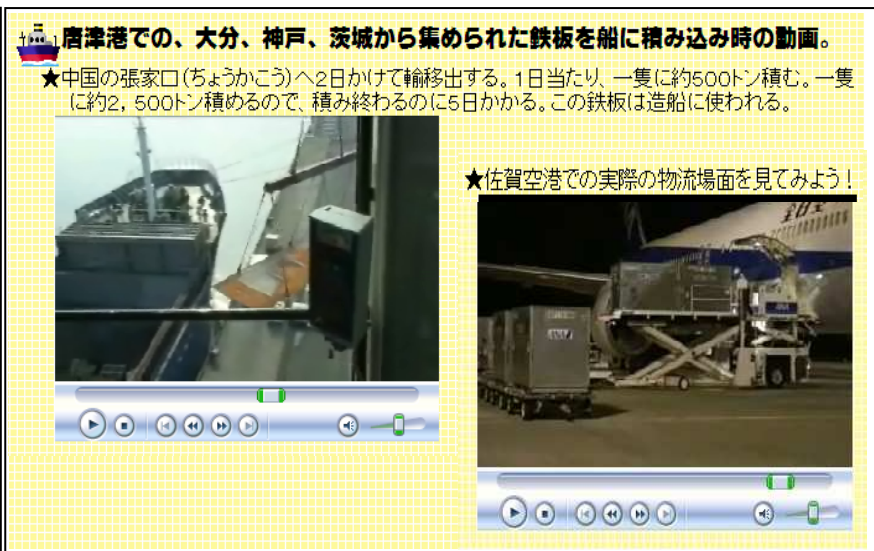 唐津港での、大分、神戸、茨城から集められた鉄板を船に積み込み時の動画。
★中国の張家口(ちょうかこう)へ2日かけて輸移出する。1日当たり、一隻に約500トン積む。一隻
に約2,500トン積めるので、積み終わるのに5日かかる。この鉄板は造船に使われる。
★佐賀空港での実際の物流場面を見てみよう!
全日空
ANA